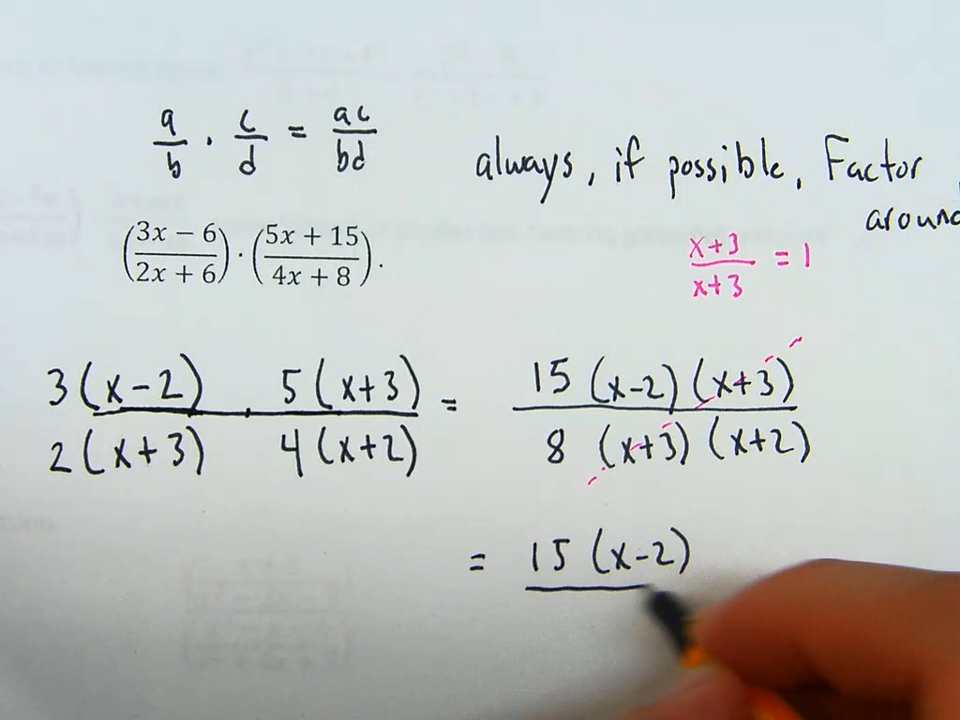 a/b · c/d = ac/bd
always, if possible, Factor
around
((3x − 6)/(2x + 6)) · ((5x + 15)/(4x + 8)).
(x+3)/(x+3) = 1
3(x-2)/2(x+3) · 5(x+3)/4(x+2) = 15(x-2)(x+3)/8(x+3)(x+2)
= 15(x-2)